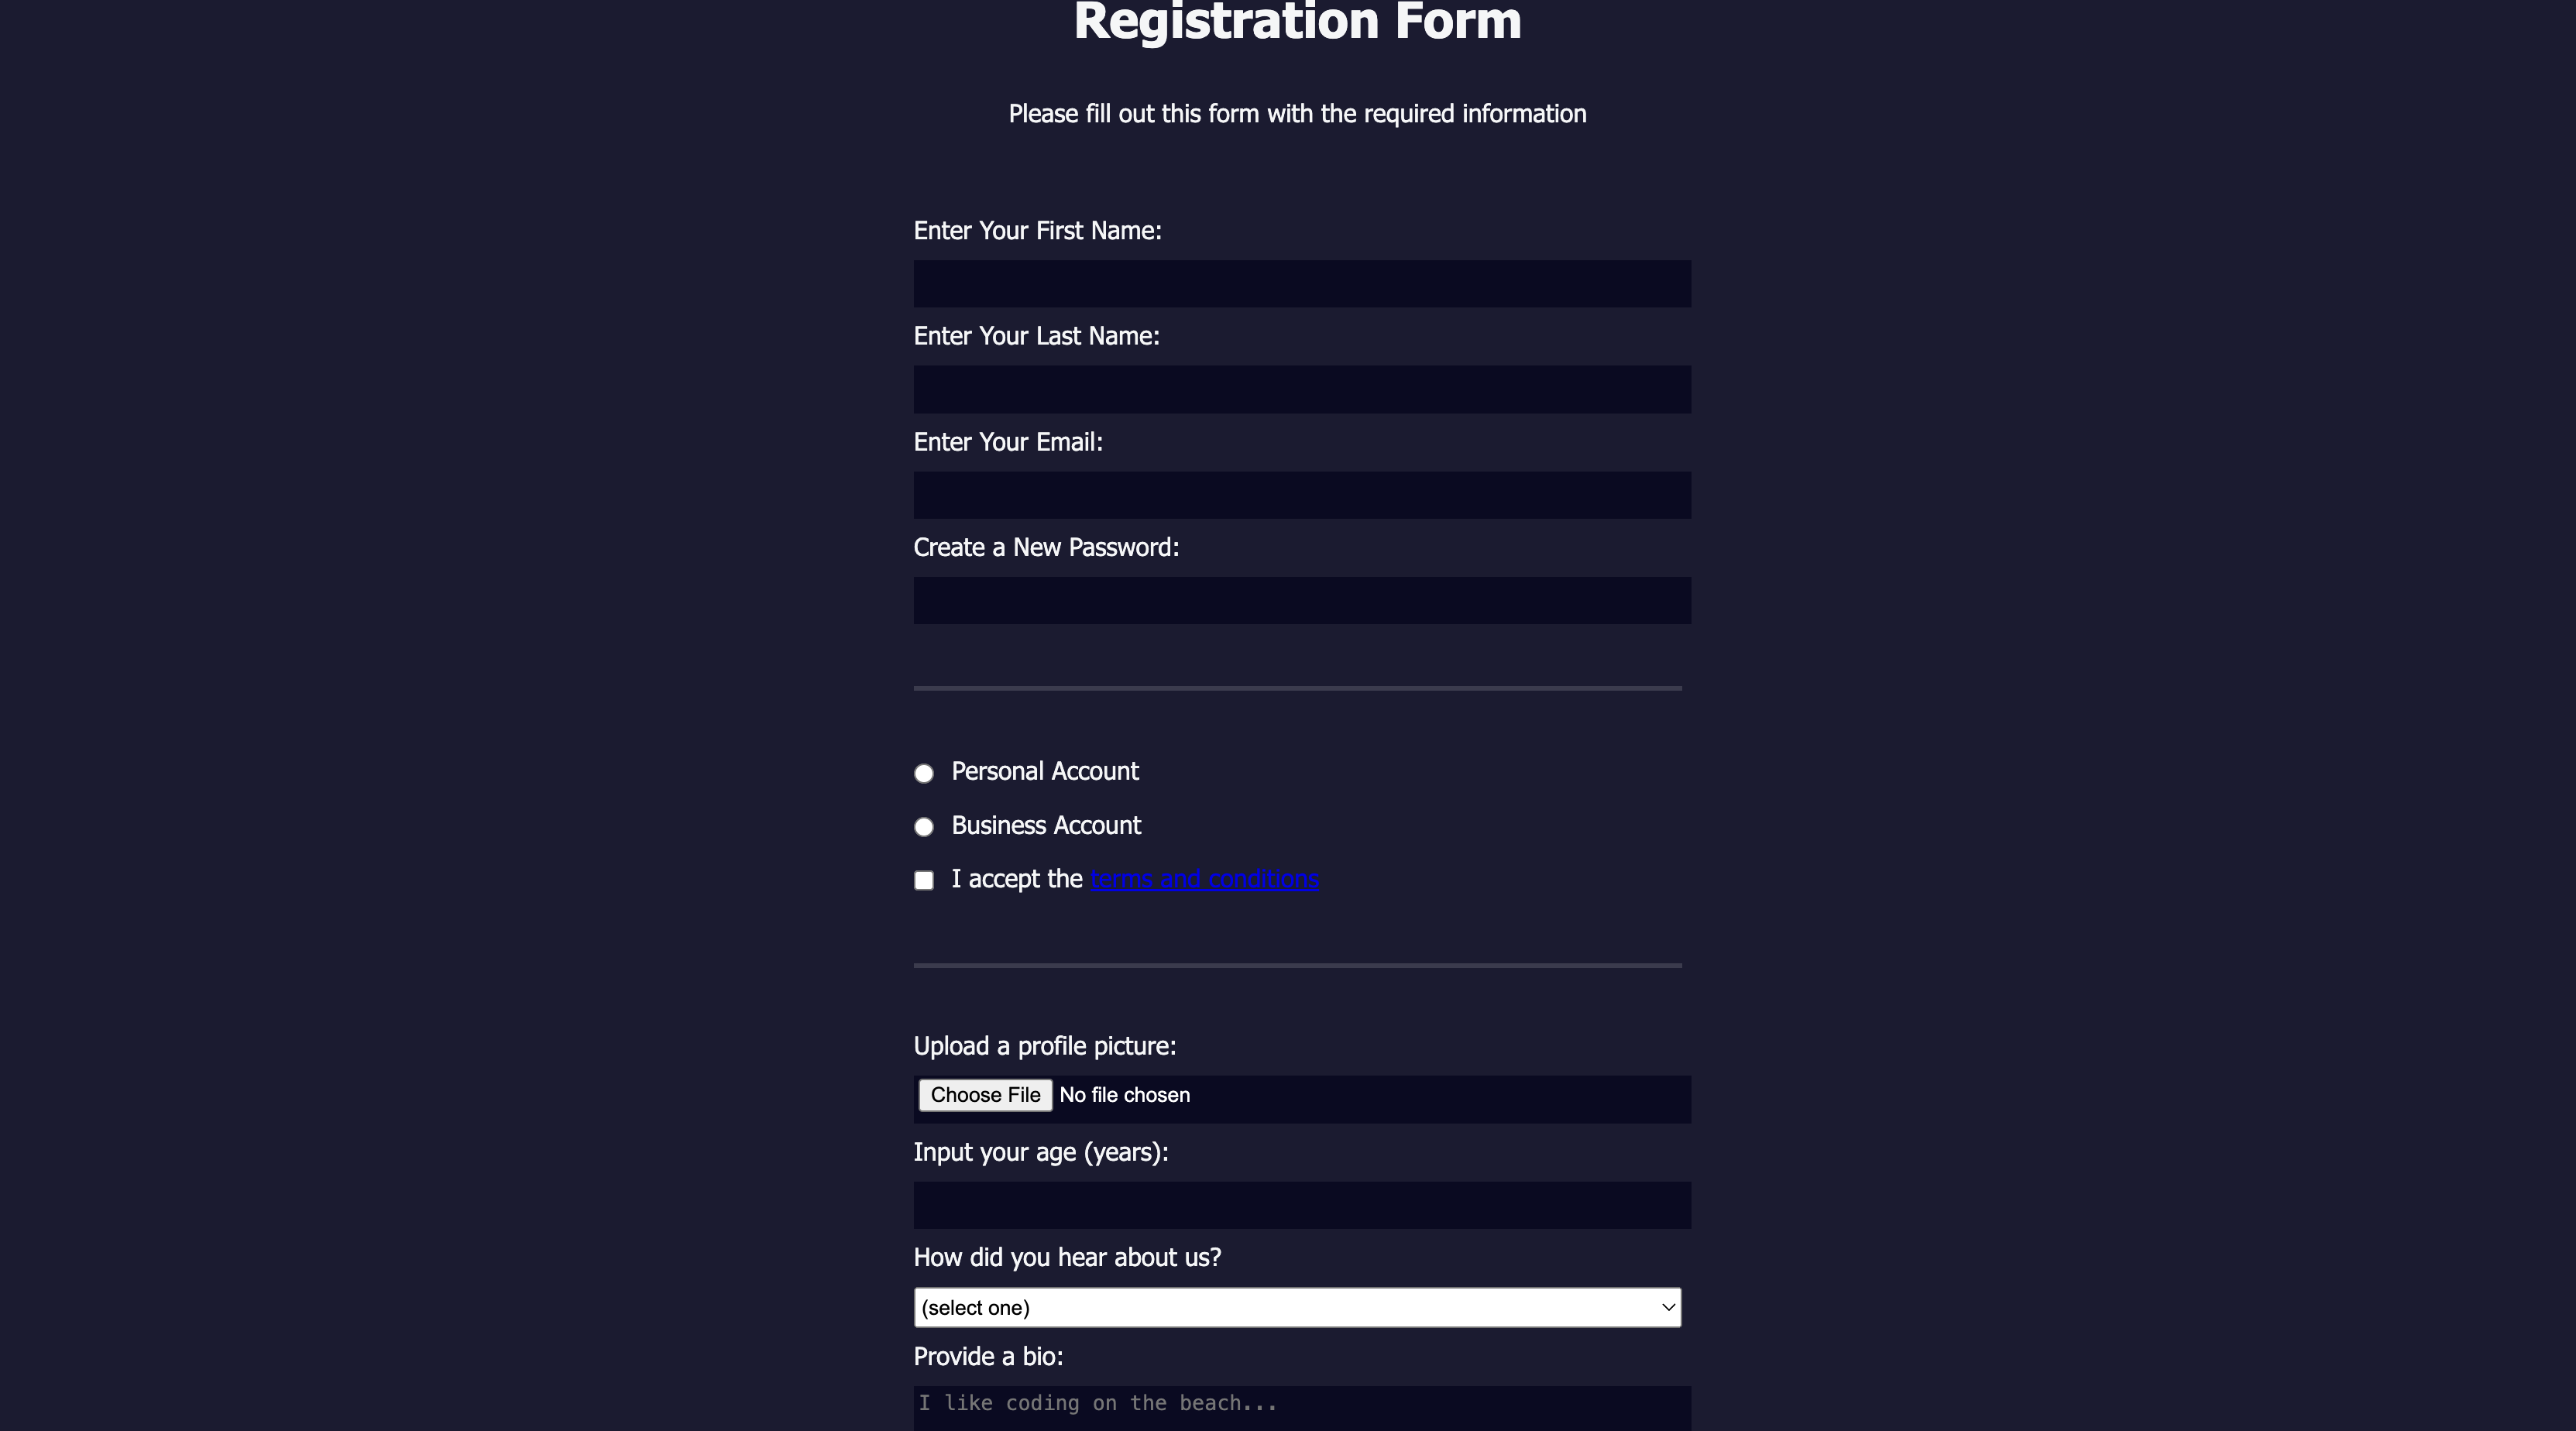 Registration Form
Please fill out this form with the required information
Enter Your First Name:
Enter Your Last Name:
Enter Your Email:
Create a New Password:
Personal Account
Business Account
I accept the terms and conditions
Upload a profile picture:
Choose File No file chosen
Input your age (years):
How did you hear about us?
(select one)
Provide a bio:
I like coding on the beach...